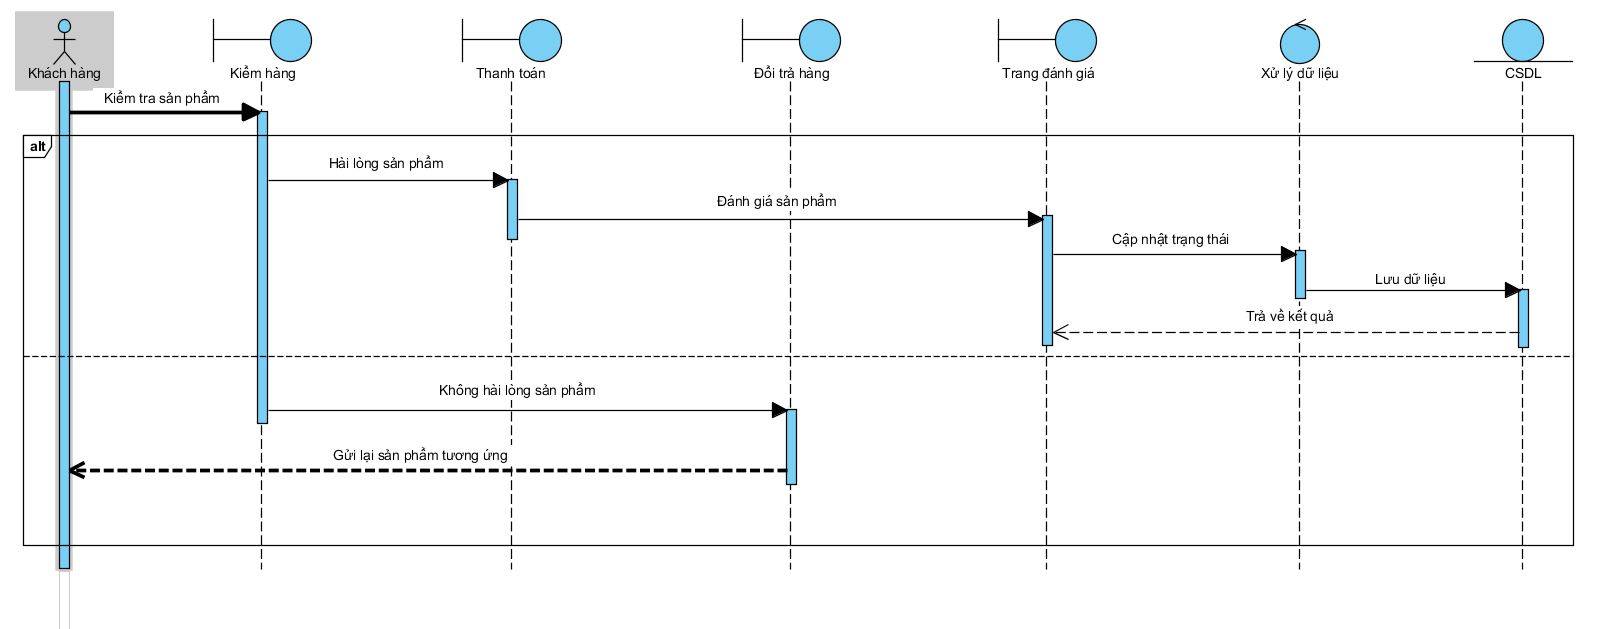 Khách hàng
Kiểm hàng
Thanh toán
Đổi trả hàng
Trang đánh giá
Xử lý dữ liệu
CSDL
Kiểm tra sản phẩm
alt
Hài lòng sản phẩm
Đánh giá sản phẩm
Cập nhật trạng thái
Lưu dữ liệu
Trả về kết quả
Không hài lòng sản phẩm
Gửi lại sản phẩm tương ứng